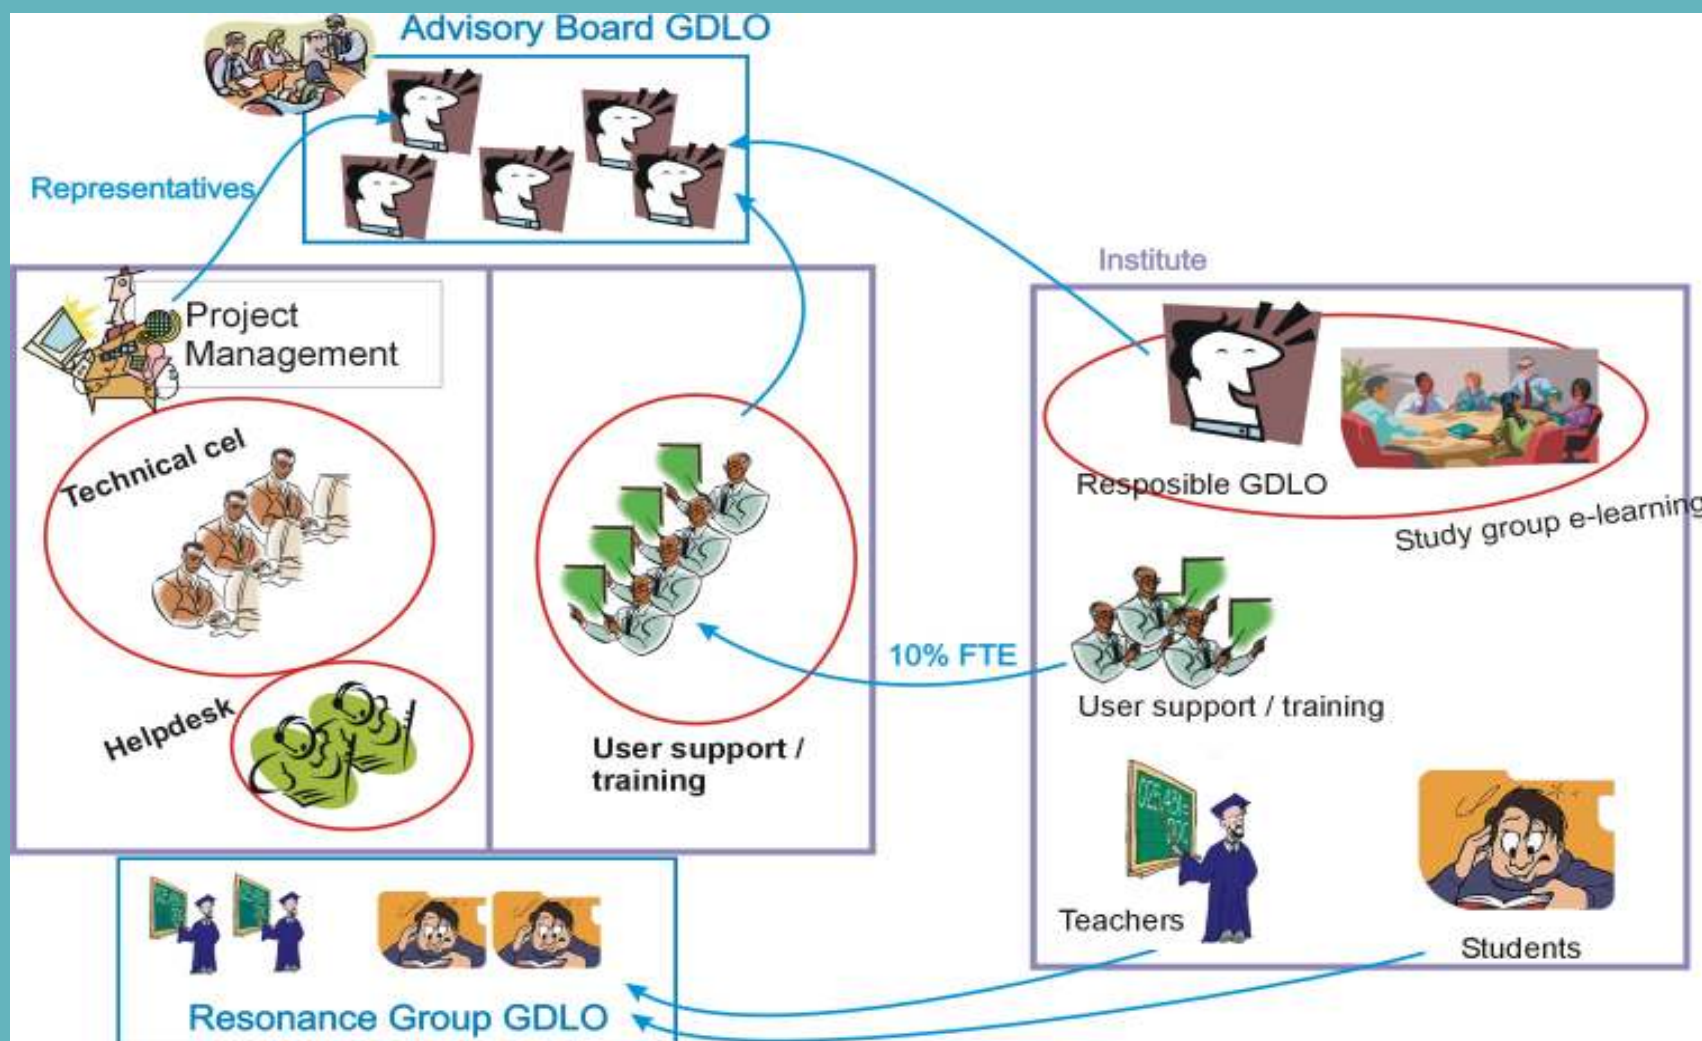 Advisory Board GDLO
Representatives
Institute
Project
Management
Technical cel
Resposible GDLO
Study group e-learning
10% FTE
User support / training
Helpdesk
User support /
training
Teachers
Students
Resonance Group GDLO